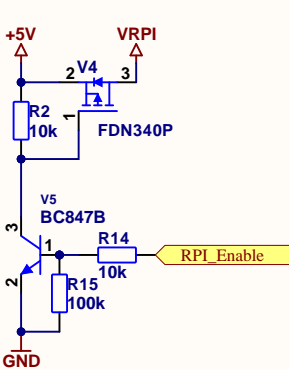 +5V
VRPI
V4
2
3
R2
10k
1
FDN340P
V5
BC847B
3
1
R14
10k
RPI_Enable
2
R15
100k
GND